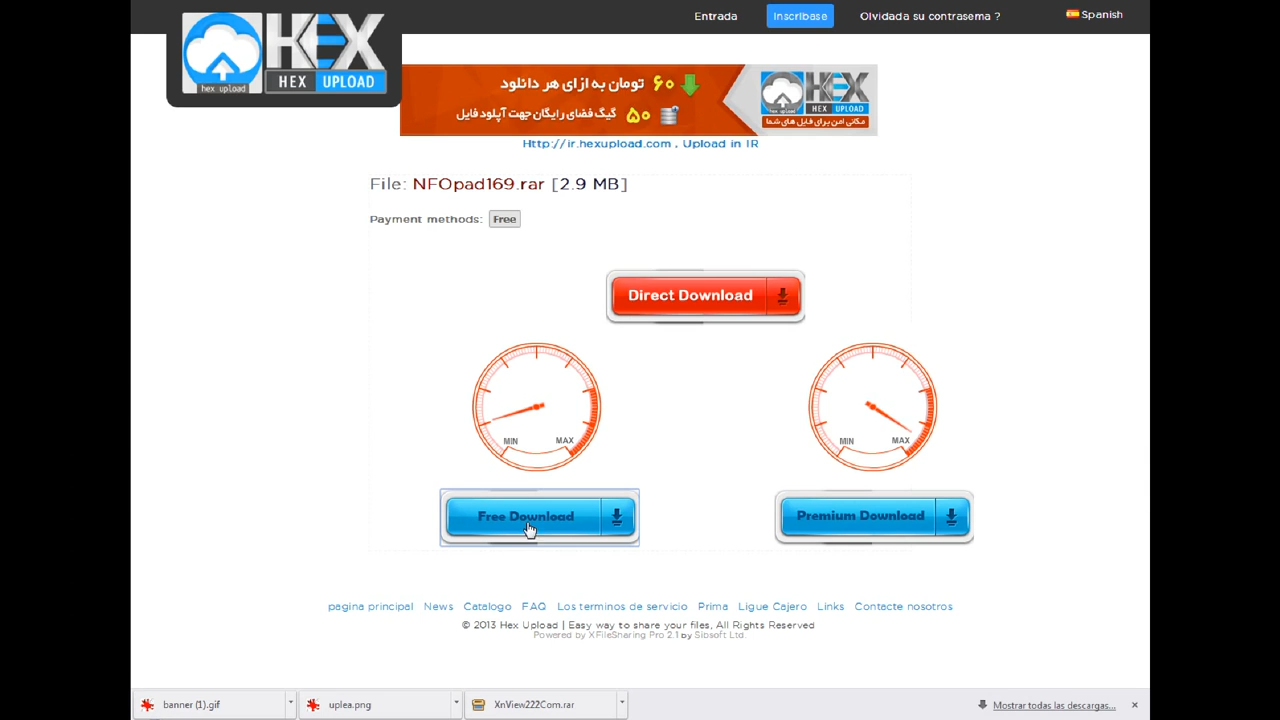 Entrada
Inscribase
Olvidada su contrasema ?
Spanish
HEX
hex upload
HEX UPLOAD
۶۰ تومان به ازای هر دانلود
۵۰ گیگ فضای رایگان جهت آپلود فایل
HEX
HEX UPLOAD
مکانی امن برای فایل های شما
Http://ir.hexupload.com , Upload in IR
File: NFOpad169.rar [2.9 MB]
Payment methods: Free
Direct Download
MIN MAX
MIN MAX
Free Download
Premium Download
pagina principal News Catalogo FAQ Los terminos de servicio Prima Ligue Cajero Links Contacte nosotros
© 2013 Hex Upload | Easy way to share your files, All Rights Reserved
Powered by XFileSharing Pro 2.1 by Sibsoft Ltd.
banner (1).gif
uplea.png
XnView222Com.rar
Mostrar todas las descargas...